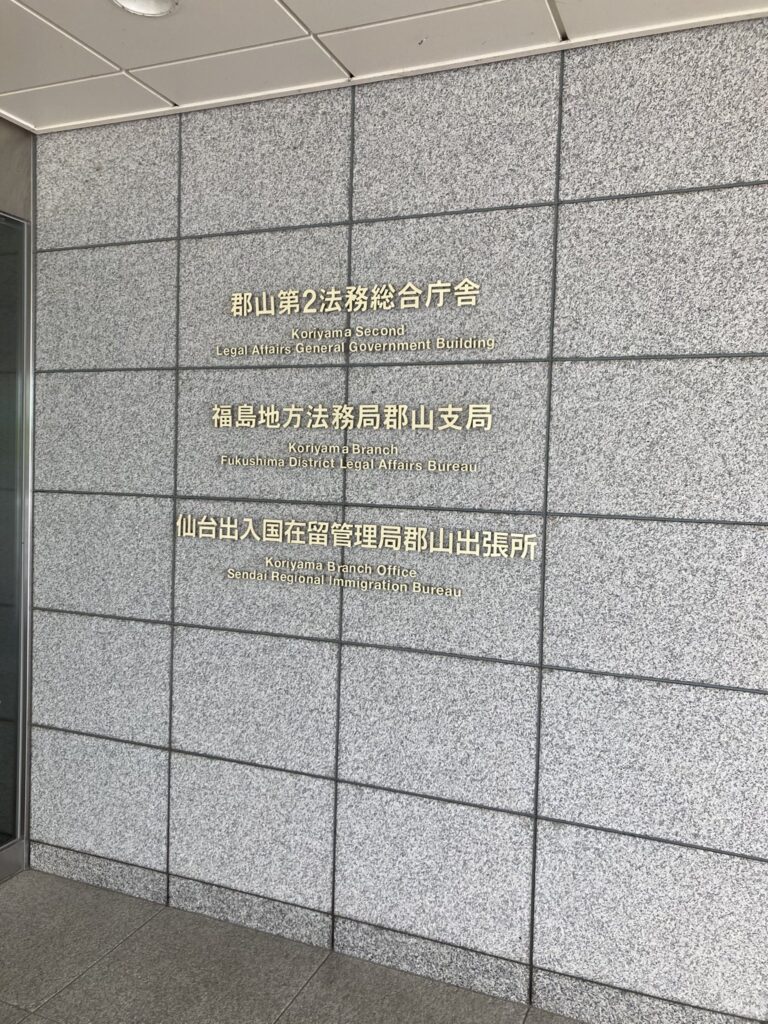 郡山第2法務総合庁舎
Koriyama Second
Legal Affairs General Government Building
福島地方法務局郡山支局
Koriyama Branch
Fukushima District Legal Affairs Bureau
仙台出入国在留管理局郡山出張所
Koriyama Branch Office
Sendai Regional Immigration Bureau